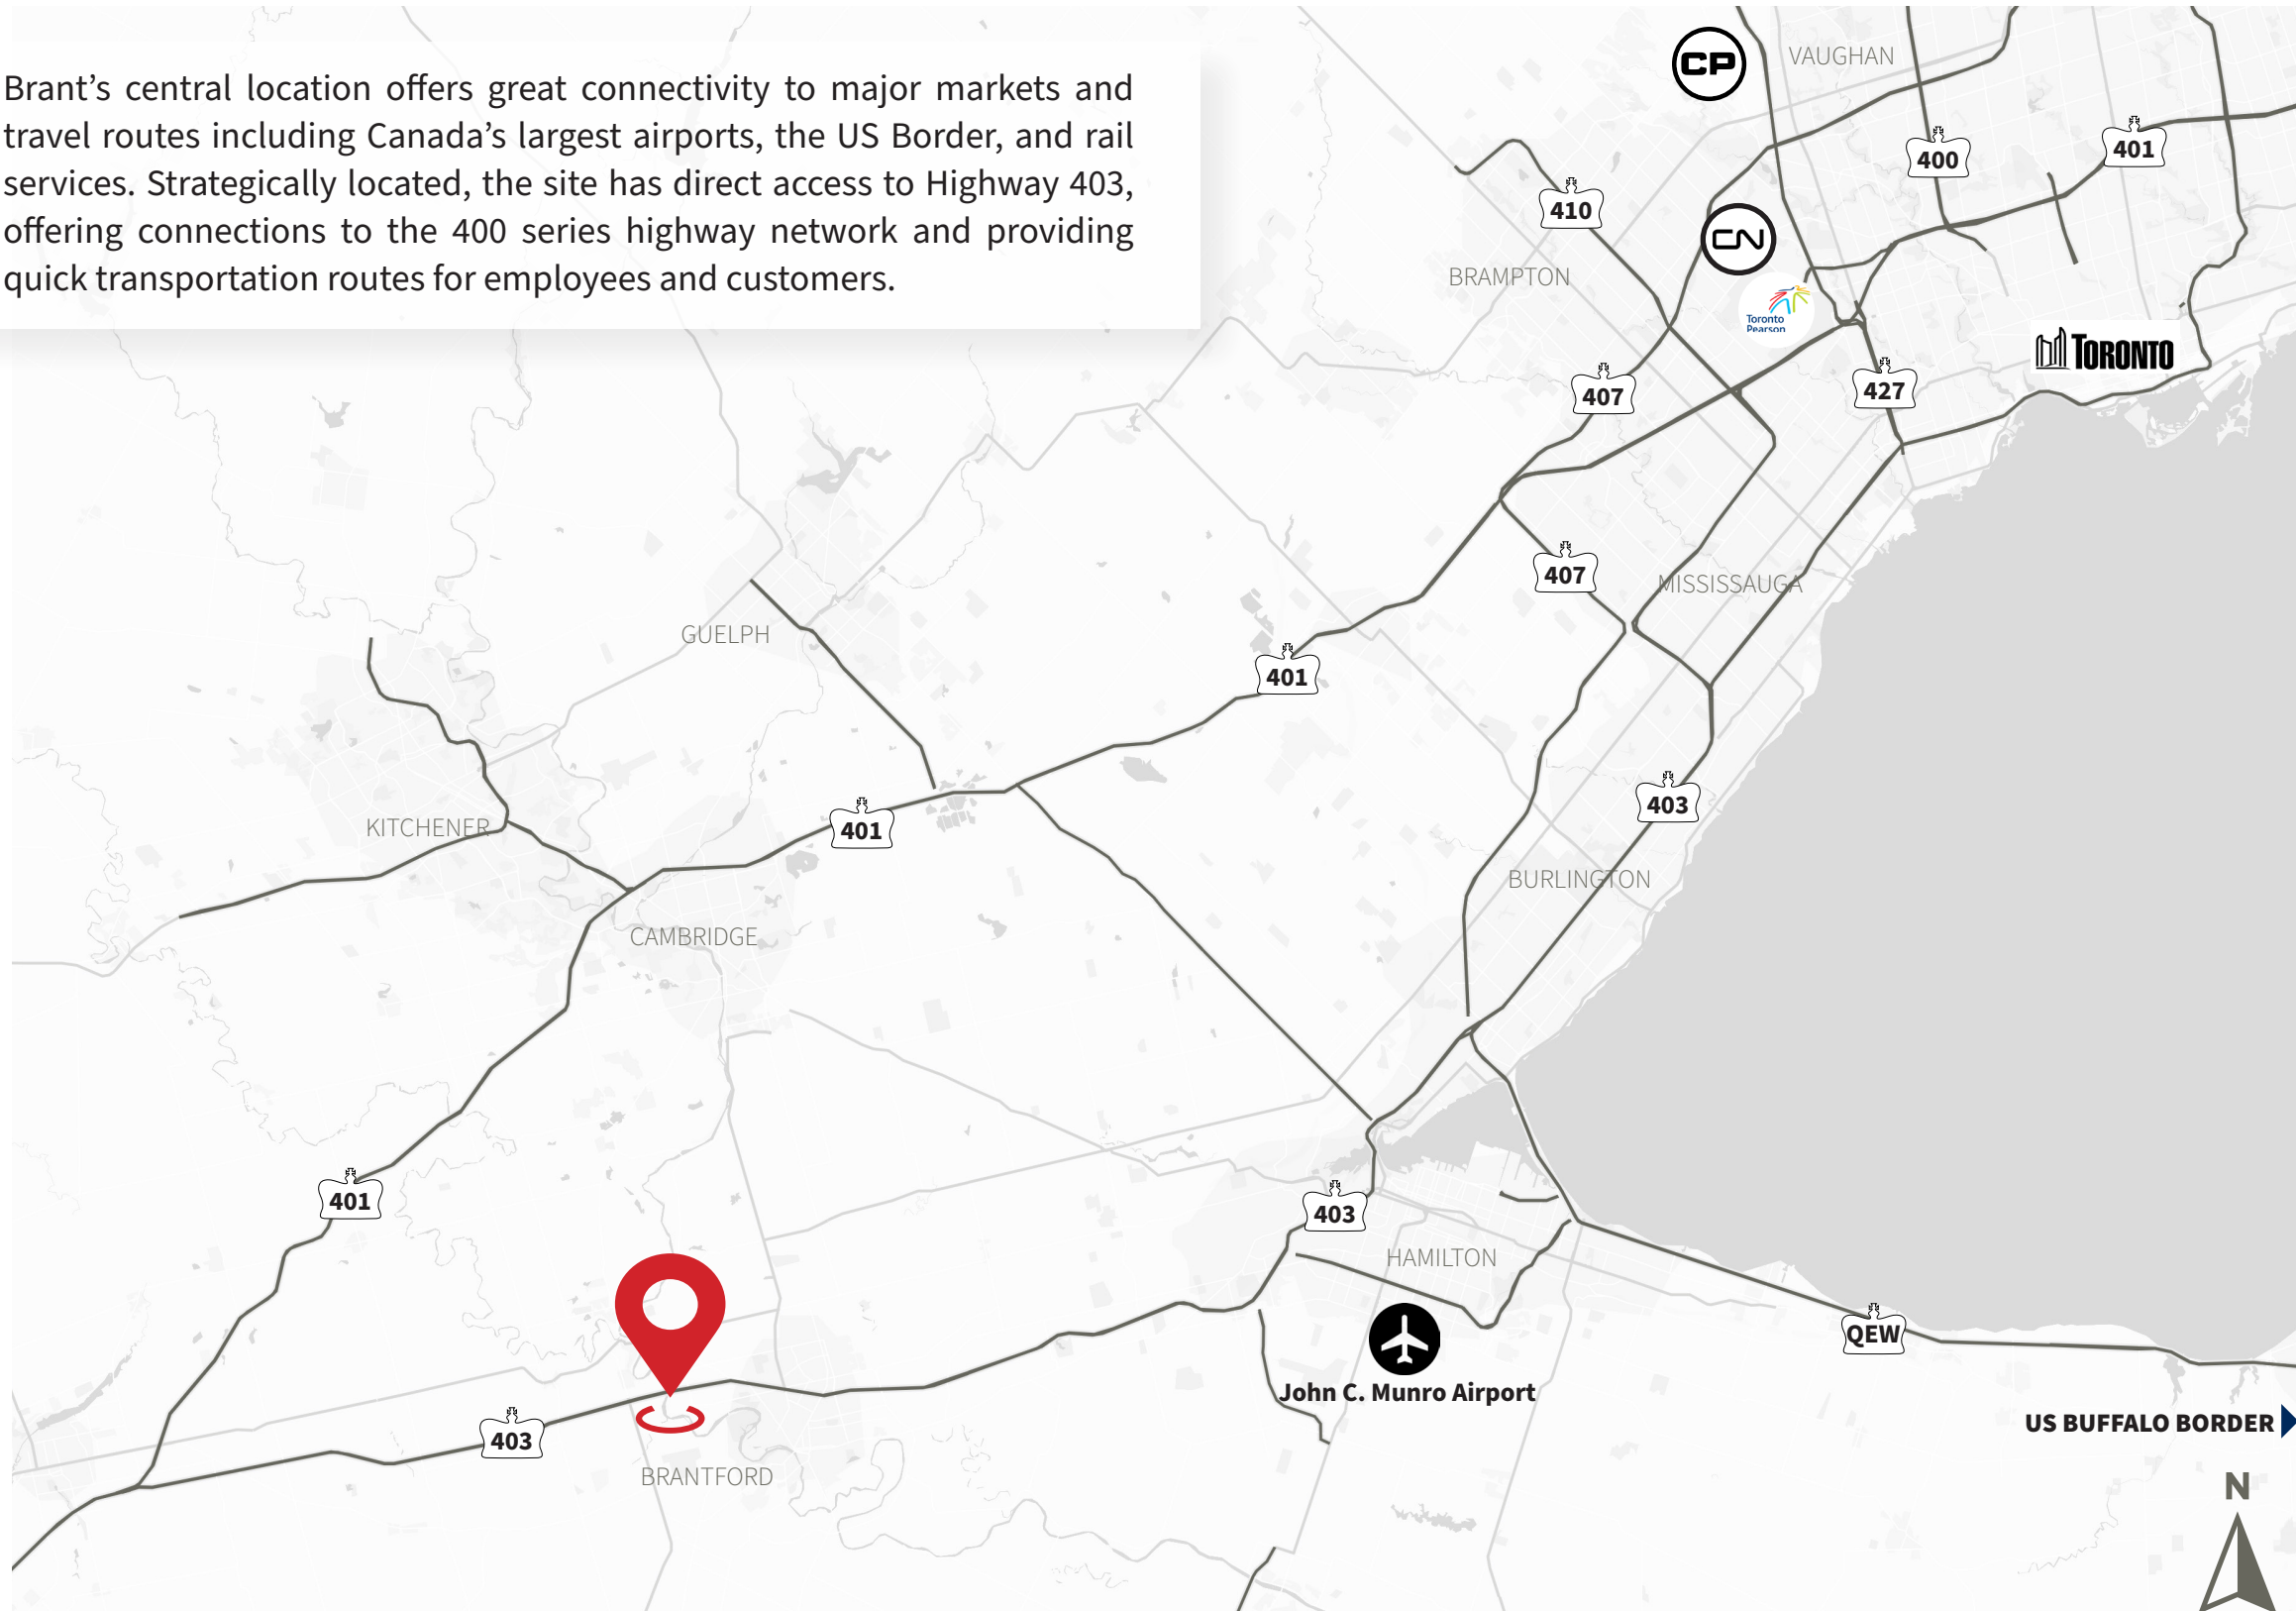 Brant’s central location offers great connectivity to major markets and
travel routes including Canada’s largest airports, the US Border, and rail
services. Strategically located, the site has direct access to Highway 403,
offering connections to the 400 series highway network and providing
quick transportation routes for employees and customers.
CP
VAUGHAN
400
401
410
CN
BRAMPTON
Toronto
Pearson
TORONTO
407
427
407
MISSISSAUGA
GUELPH
401
403
401
KITCHENER
BURLINGTON
CAMBRIDGE
401
403
HAMILTON
QEW
John C. Munro Airport
US BUFFALO BORDER
403
BRANTFORD
N